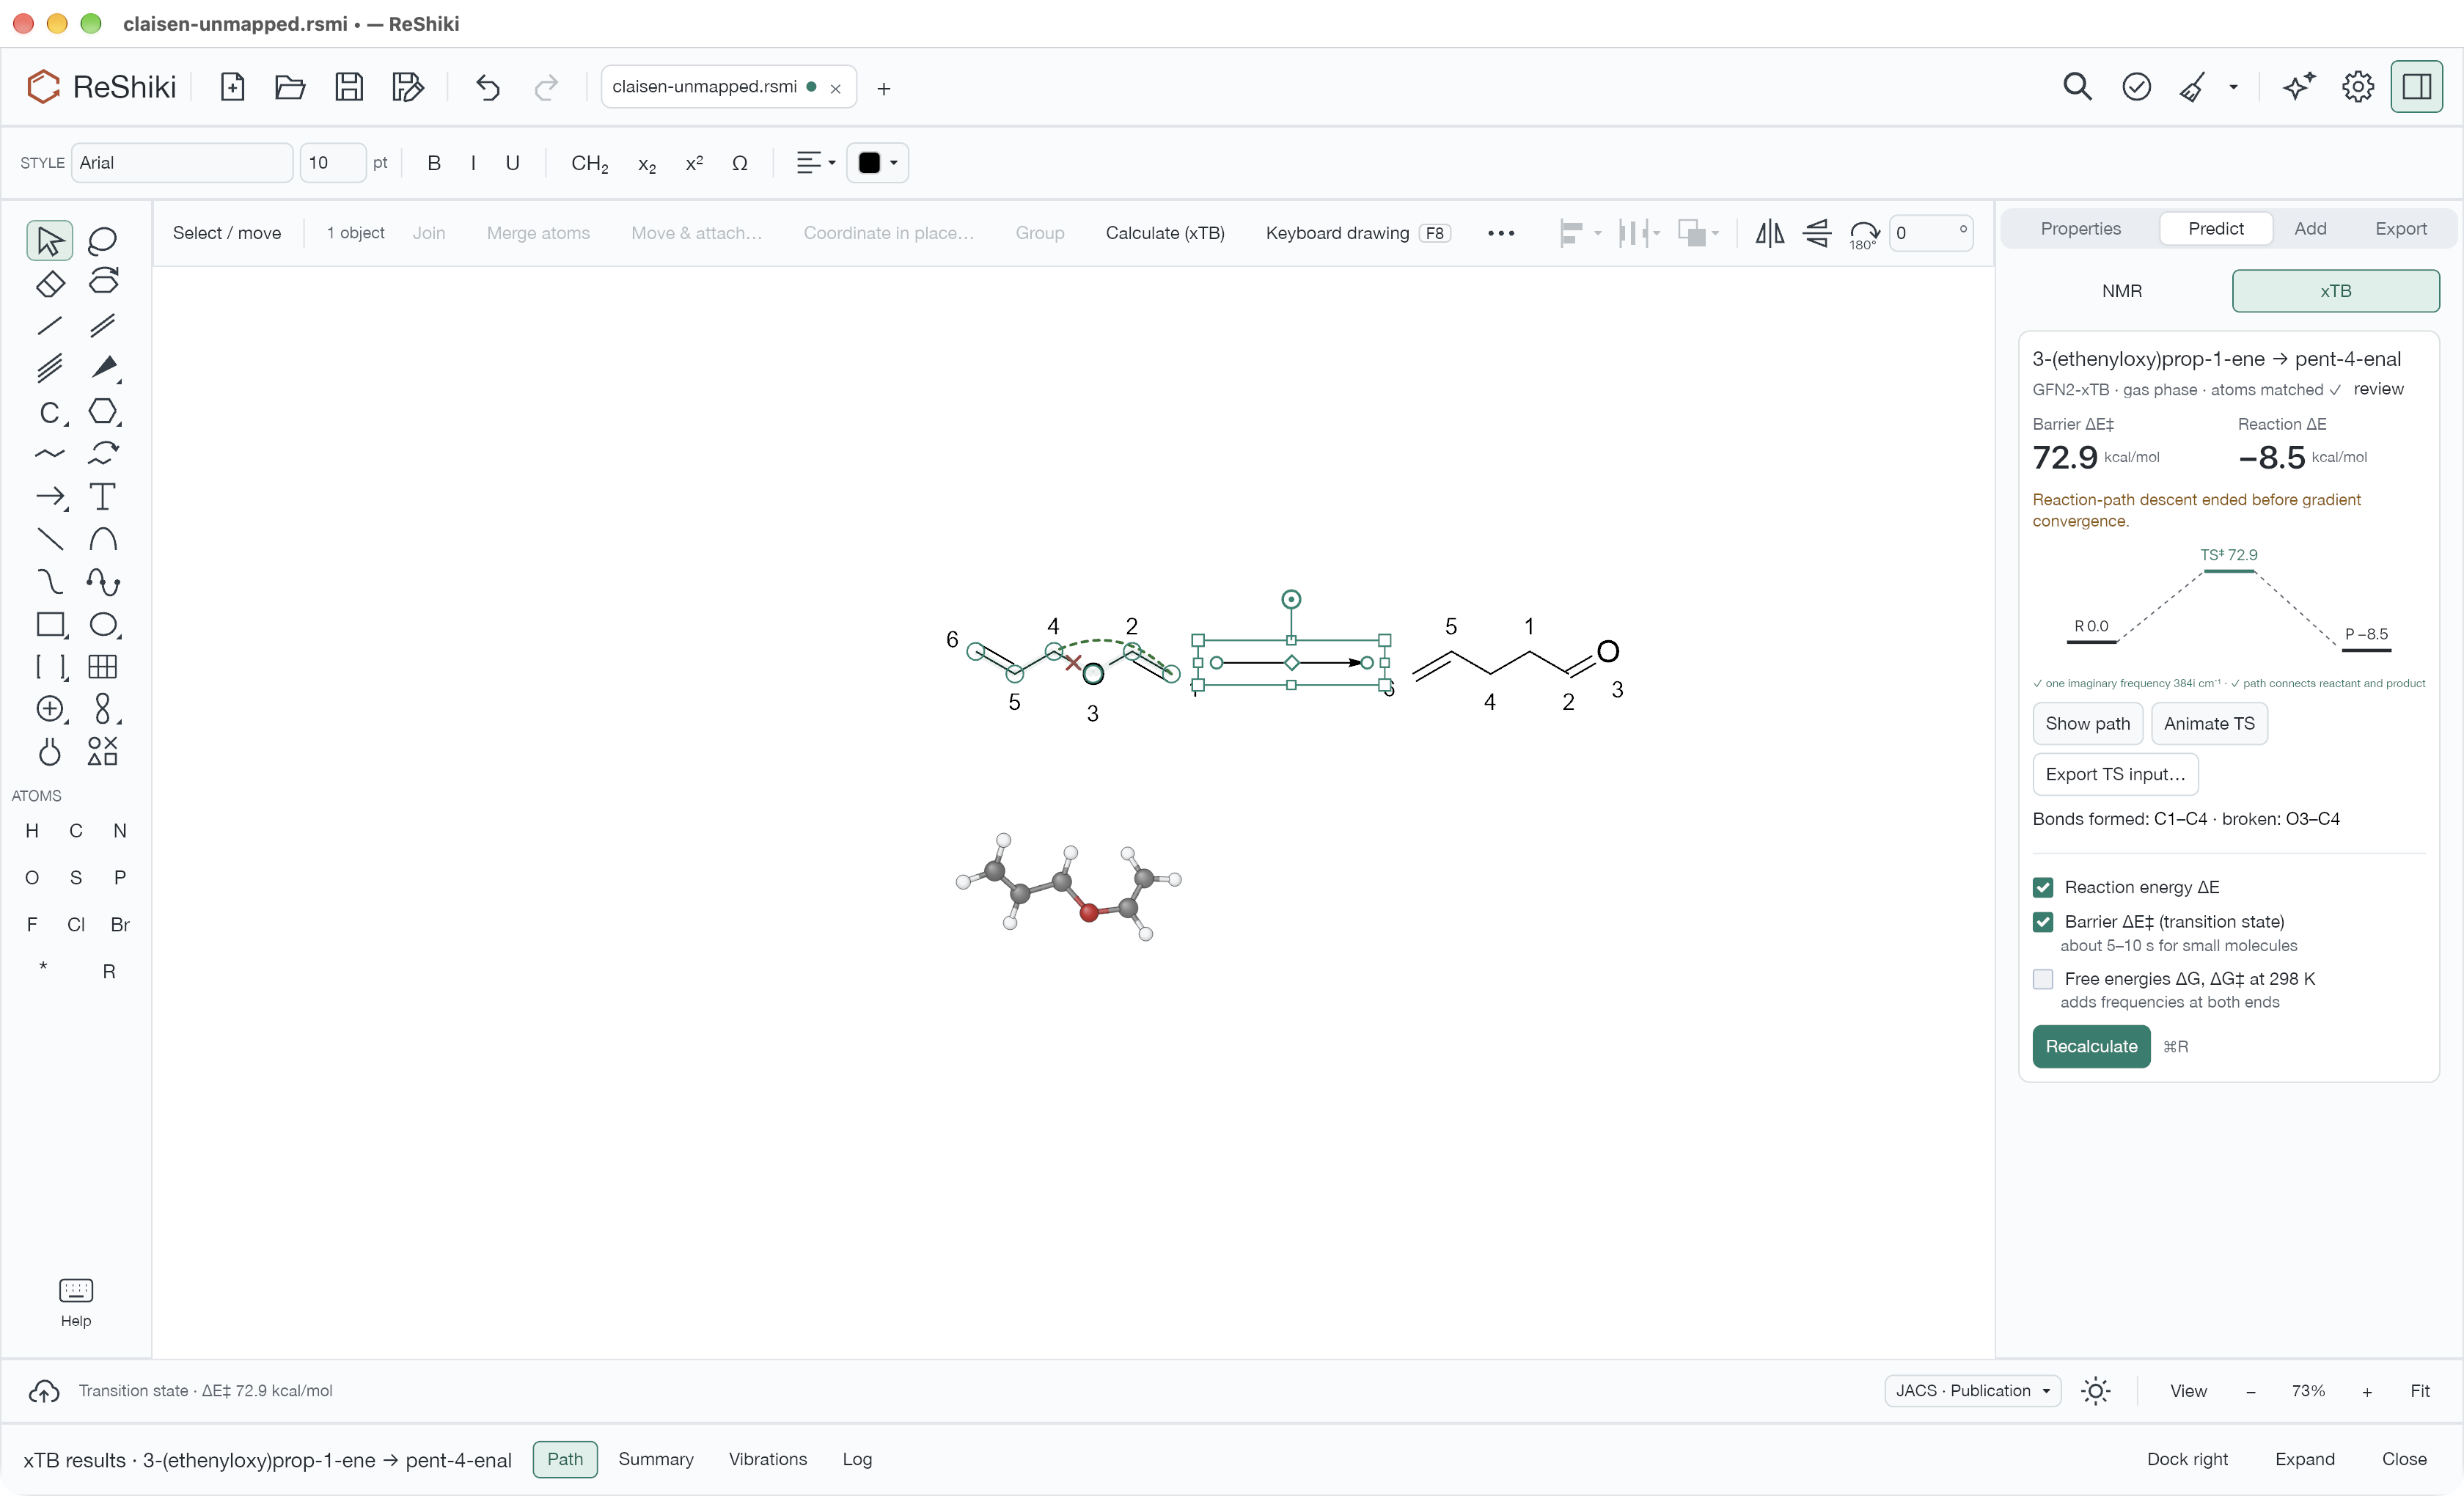 claisen-unmapped.rsmi • — ReShiki
ReShiki
claisen-unmapped.rsmi
STYLE Arial 10 pt B I U CH₂ x₂ x² Ω
Select / move 1 object Join Merge atoms Move & attach... Coordinate in place... Group Calculate (xTB) Keyboard drawing F8 ••• 180° 0 °
Properties Predict Add Export
NMR xTB
3-(ethenyloxy)prop-1-ene → pent-4-enal
GFN2-xTB · gas phase · atoms matched ✓ review
Barrier ΔE‡ Reaction ΔE
72.9 kcal/mol −8.5 kcal/mol
Reaction-path descent ended before gradient
convergence.
TS‡ 72.9
R 0.0
P −8.5
✓ one imaginary frequency 384i cm⁻¹ · ✓ path connects reactant and product
Show path Animate TS
Export TS input...
Bonds formed: C1–C4 · broken: O3–C4
Reaction energy ΔE
Barrier ΔE‡ (transition state)
about 5–10 s for small molecules
Free energies ΔG, ΔG‡ at 298 K
adds frequencies at both ends
Recalculate ⌘R
6 4 2 5 1
O O
5 3 6 4 2 3
C
T
ATOMS
H C N
O S P
F Cl Br
* R
Help
Transition state · ΔE‡ 72.9 kcal/mol
JACS · Publication View − 73% + Fit
xTB results · 3-(ethenyloxy)prop-1-ene → pent-4-enal Path Summary Vibrations Log Dock right Expand Close